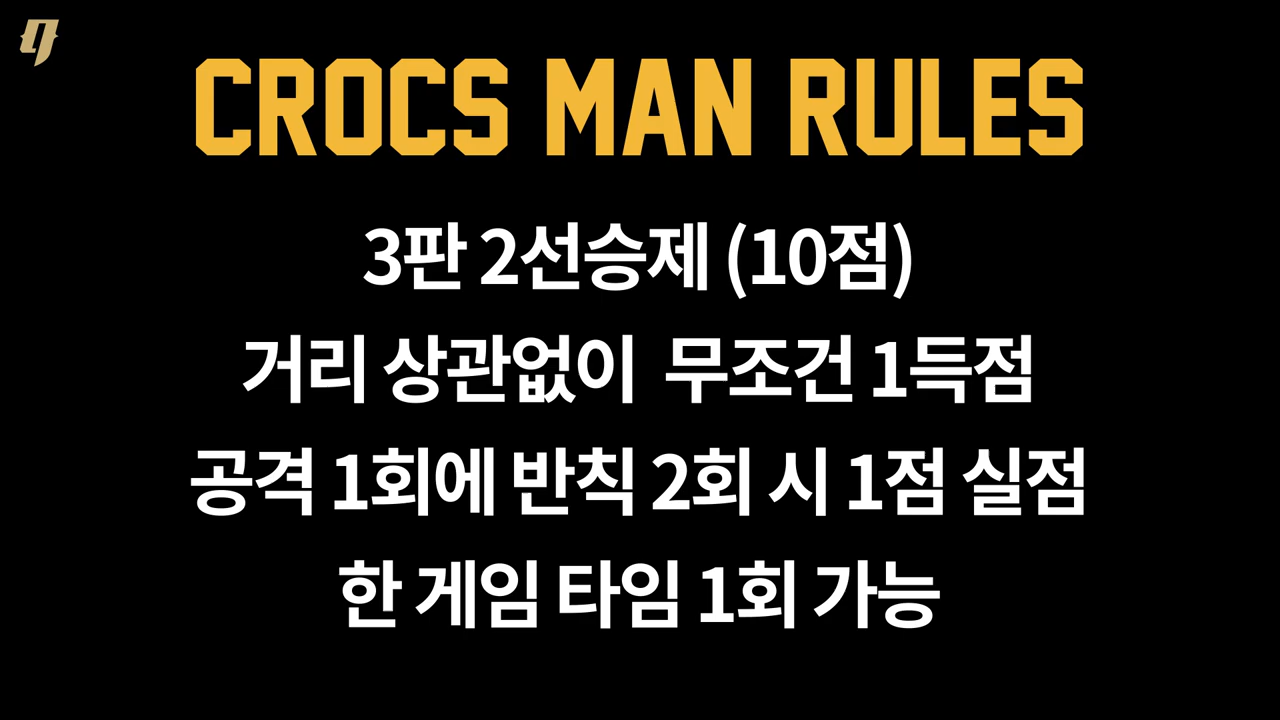 CROCS MAN RULES
3판 2선승제 (10점)
거리 상관없이 무조건 1득점
공격 1회에 반칙 2회 시 1점 실점
한 게임 타임 1회 가능